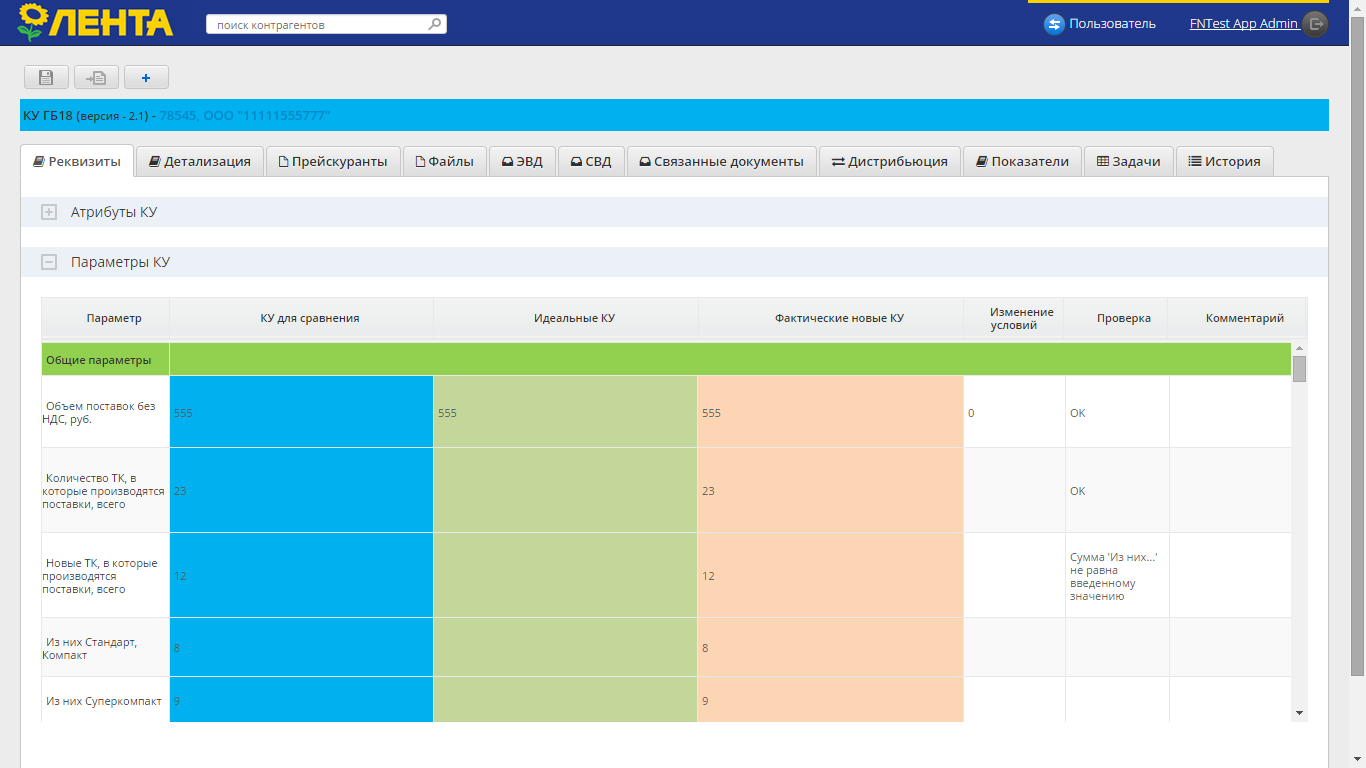 ЛЕНТА
поиск контрагентов
Пользователь
FNTest App Admin
КУ ГБ18 (версия - 2.1) - 78545, ООО "11111555777"
Реквизиты Детализация Прейскуранты Файлы ЭВД СВД Связанные документы Дистрибьюция Показатели Задачи История
Атрибуты КУ
Параметры КУ
Параметр КУ для сравнения Идеальные КУ Фактические новые КУ Изменение условий Проверка Комментарий
Общие параметры
Объем поставок без
НДС, руб.
555 555 555 0 OK
Количество ТК, в
которые производятся
поставки, всего
23 23 OK
Новые ТК, в которые
производятся
поставки, всего
12 12
Сумма 'Из них...'
не равна
введенному
значению
Из них Стандарт,
Компакт
8 8
Из них Суперкомпакт 9 9